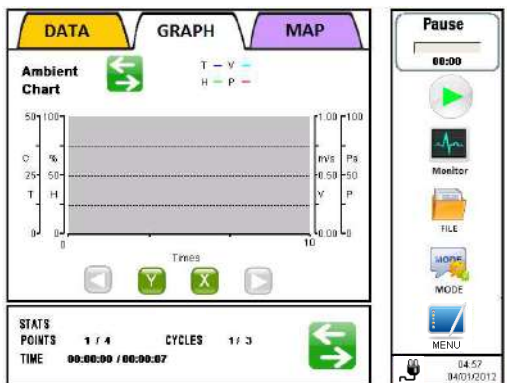 DATA GRAPH MAP
Ambient
Chart
T V
H P
50 100 1.00 100
C % m/s Pa
25 50 0.50 50
T H V P
0 0 0.00 0
0 10
Times
Y X
STATS
POINTS 1 / 4 CYCLES 1 / 3
TIME 00:00:00 / 00:00:07
Pause
00:00
Monitor
FILE
MODE
MODE
MENU
04:57
04/01/2012